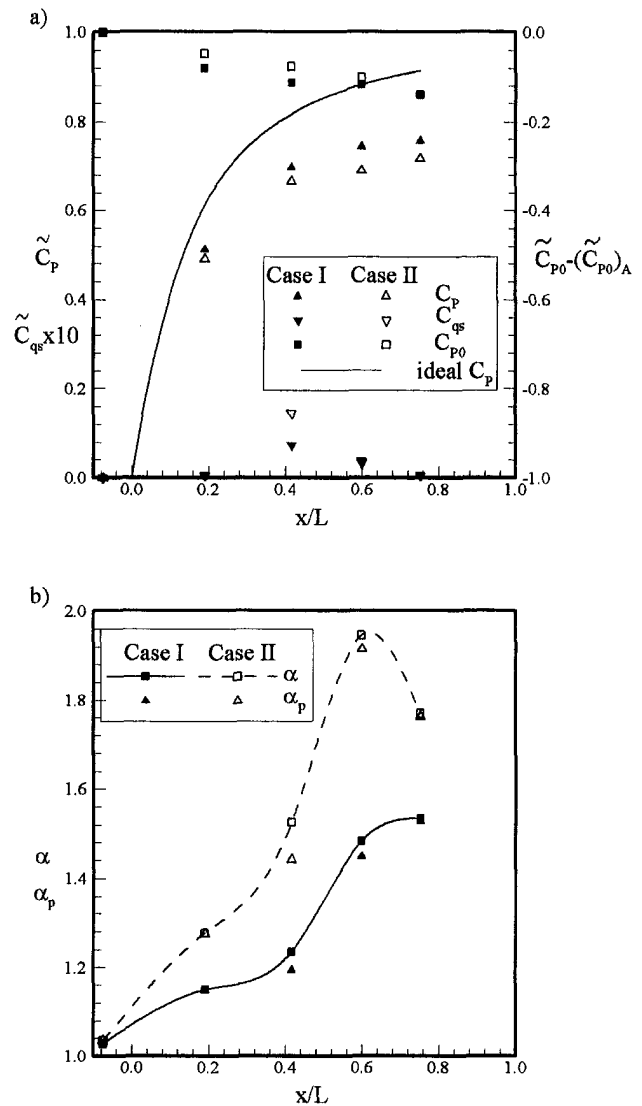 a)
1.0
0.8
0.6
0.4
0.2
0.0
C̃p
C̃qs x10
0.0
-0.2
-0.4
-0.6
-0.8
-1.0
C̃P0-(C̃P0)A
Case I Case II
Cp
Cqs
CP0
ideal Cp
0.0 0.2 0.4 0.6 0.8 1.0
x/L
b)
2.0
1.8
1.6
1.4
1.2
1.0
α
αp
Case I Case II
α
αp
0.0 0.2 0.4 0.6 0.8 1.0
x/L